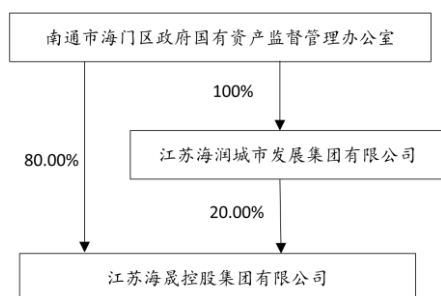 南通市海门区政府国有资产监督管理办公室
100%
江苏海润城市发展集团有限公司
80.00%
20.00%
江苏海晟控股集团有限公司